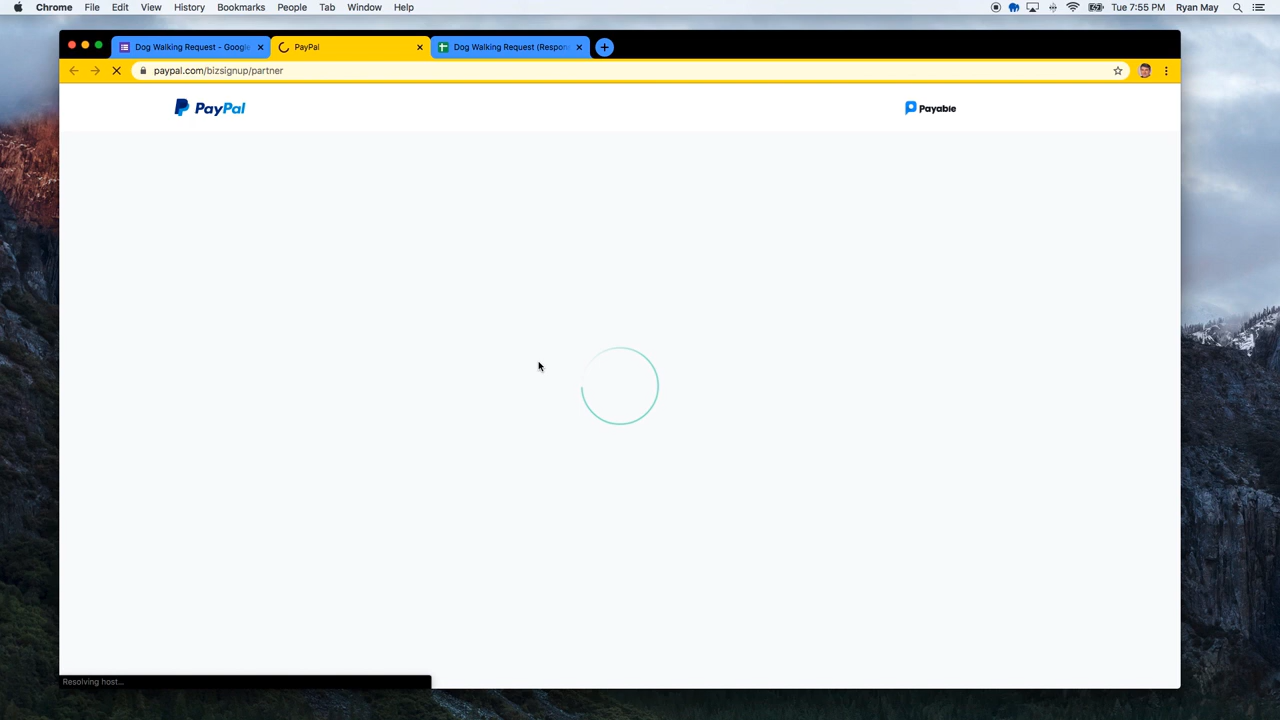 Chrome File Edit View History Bookmarks People Tab Window Help Tue 7:55 PM Ryan May
Dog Walking Request - Google PayPal Dog Walking Request (Respon
paypal.com/bizsignup/partner
PayPal Payable
Resolving host...